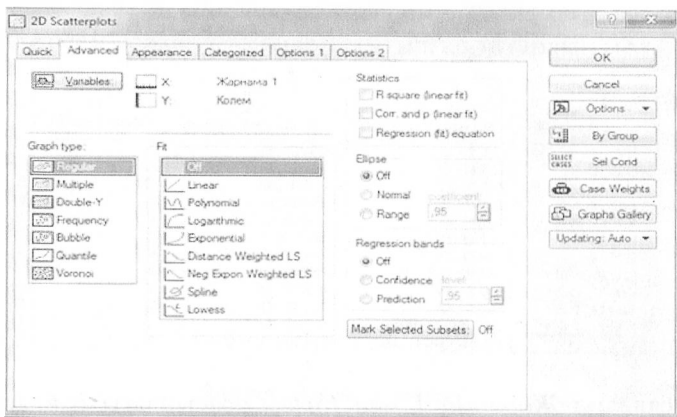 2D Scatterplots
Quick Advanced Appearance Categorized Options 1 Options 2
Variables:
X: Жарнама 1
Y: Колем
Graph type:
Regular
Multiple
Double-Y
Frequency
Bubble
Quantile
Voronoi
Fit
Off
Linear
Polynomial
Logarithmic
Exponential
Distance Weighted LS
Neg Expon Weighted LS
Spline
Lowess
Statistics
R square (linear fit)
Corr. and p (linear fit)
Regression (fit) equation
Ellipse
Off
Normal coefficient
Range .95
Regression bands
Off
Confidence level
Prediction .95
Mark Selected Subsets: Off
OK
Cancel
Options
By Group
SELECT CASES Sel Cond
Case Weights
Graphs Gallery
Updating: Auto